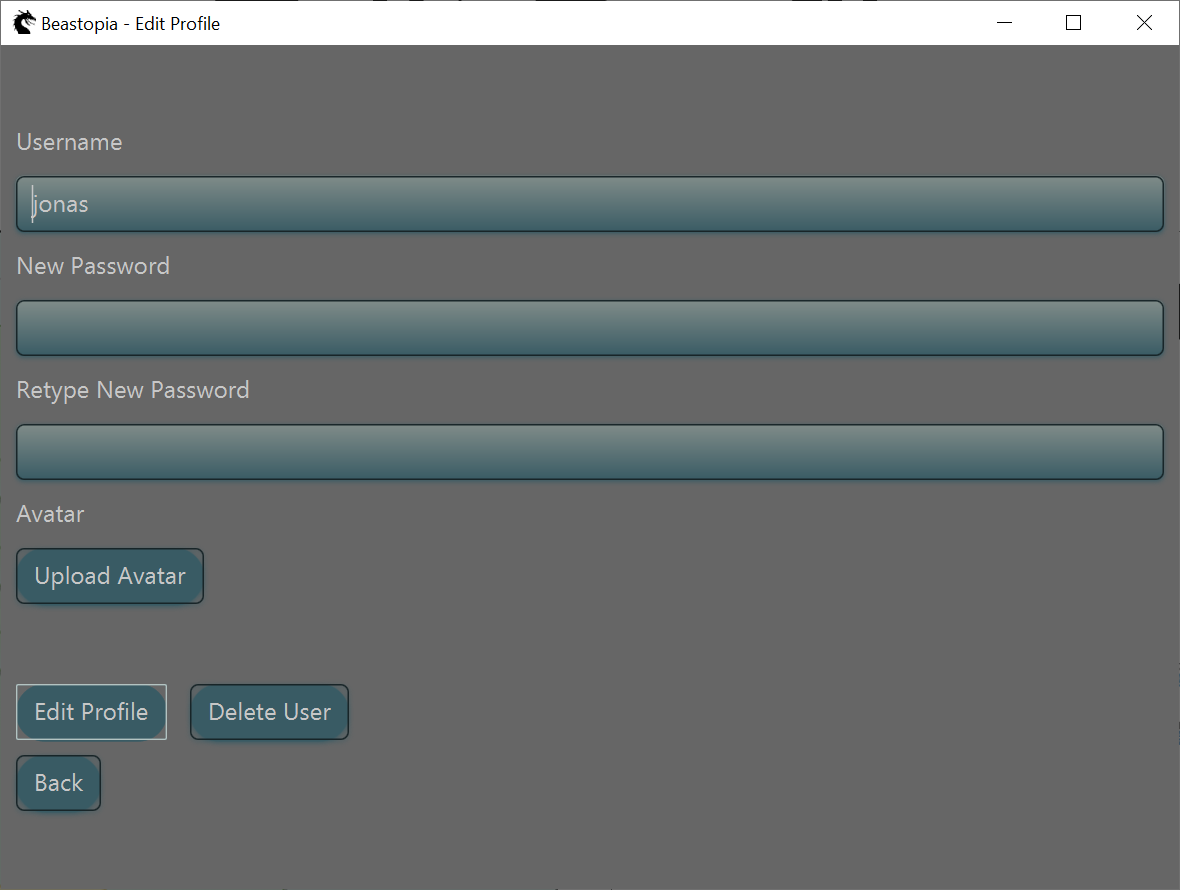 Beastopia - Edit Profile
Username
jonas
New Password
Retype New Password
Avatar
Upload Avatar
Edit Profile Delete User
Back